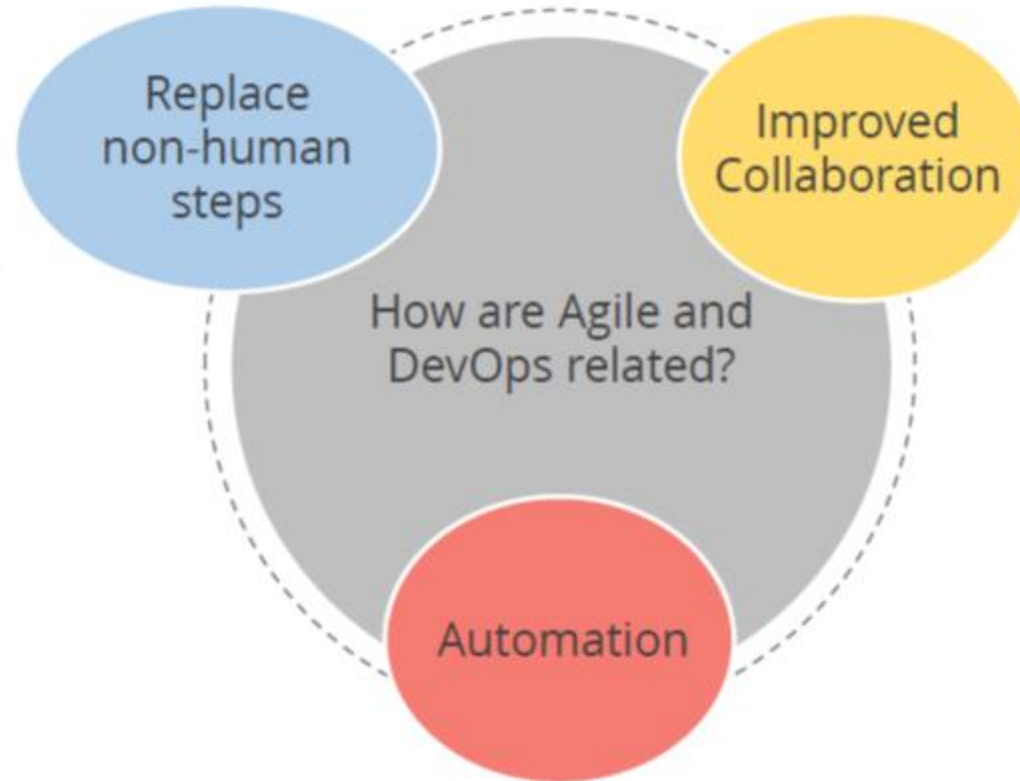 Replace
non-human
steps
Improved
Collaboration
How are Agile and
DevOps related?
Automation